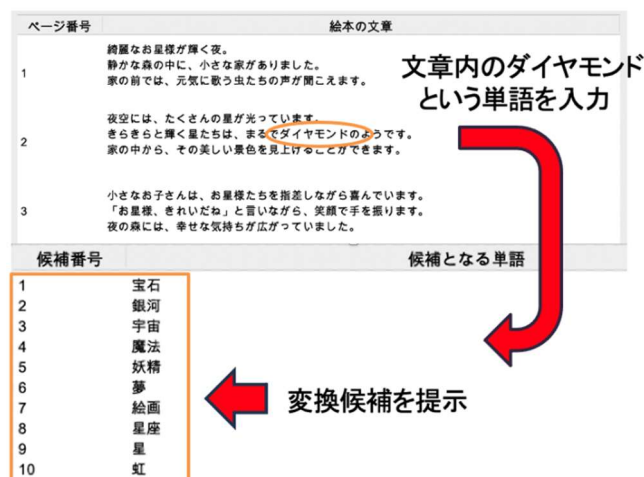 ページ番号 絵本の文章
1
綺麗なお星様が輝く夜。
静かな森の中に、小さな家がありました。
家の前では、元気に歌う虫たちの声が聞こえます。
文章内のダイヤモンド
という単語を入力
2
夜空には、たくさんの星が光っています。
きらきらと輝く星たちは、まるでダイヤモンドのようです。
家の中から、その美しい景色を見上げることができます。
3
小さなお子さんは、お星様たちを指差しながら喜んでいます。
「お星様、きれいだね」と言いながら、笑顔で手を振ります。
夜の森には、幸せな気持ちが広がっていました。
候補番号 候補となる単語
1 宝石
2 銀河
3 宇宙
4 魔法
5 妖精
6 夢
7 絵画
8 星座
9 星
10 虹
変換候補を提示